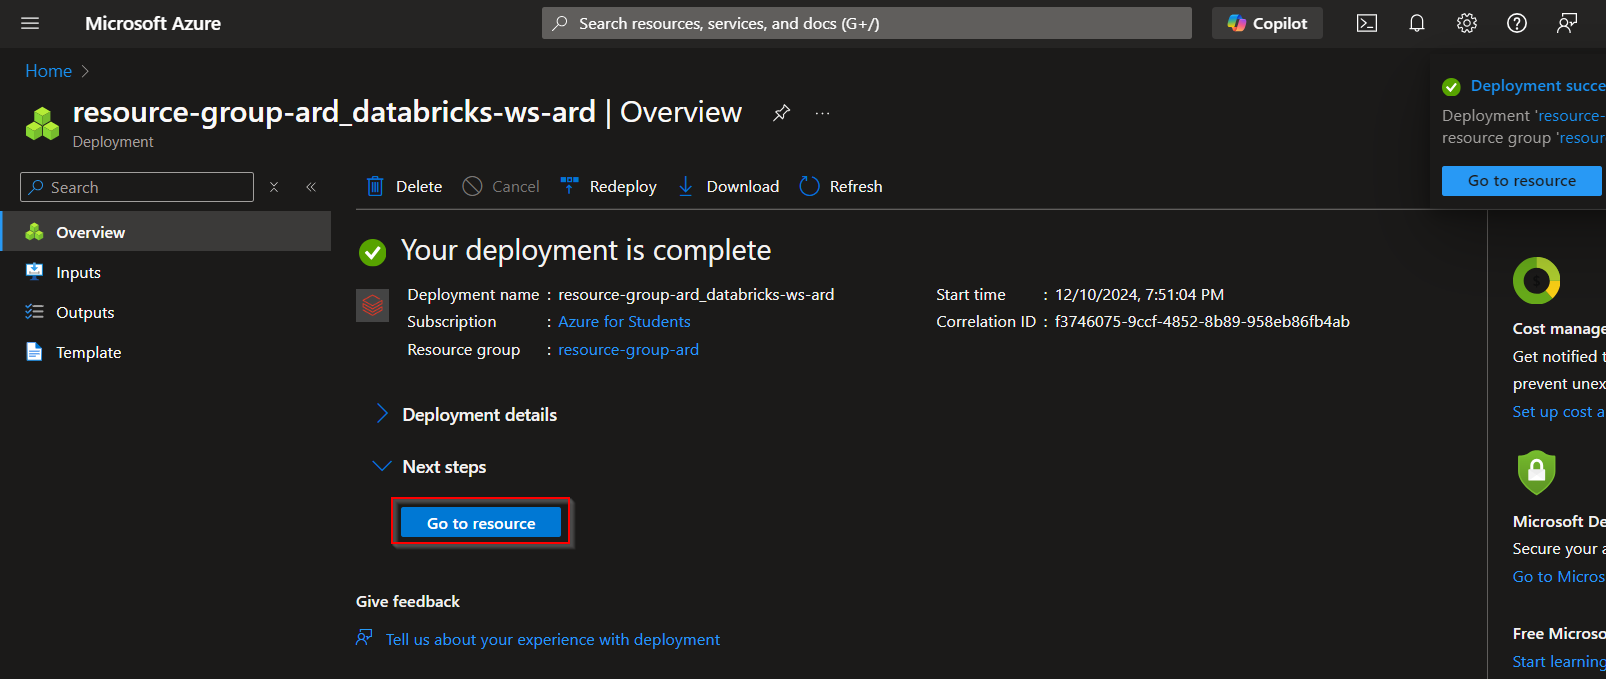 Microsoft Azure
Search resources, services, and docs (G+/)
Copilot
Home
resource-group-ard_databricks-ws-ard | Overview
Deployment
Search
Overview
Inputs
Outputs
Template
Delete
Cancel
Redeploy
Download
Refresh
Your deployment is complete
Deployment name : resource-group-ard_databricks-ws-ard
Subscription : Azure for Students
Resource group : resource-group-ard
Start time : 12/10/2024, 7:51:04 PM
Correlation ID : f3746075-9ccf-4852-8b89-958eb86fb4ab
Deployment details
Next steps
Go to resource
Give feedback
Tell us about your experience with deployment
Deployment succe
Deployment 'resource-
resource group 'resour
Go to resource
Cost manage
Get notified t
prevent unex
Set up cost a
Microsoft De
Secure your a
Go to Micros
Free Microso
Start learning